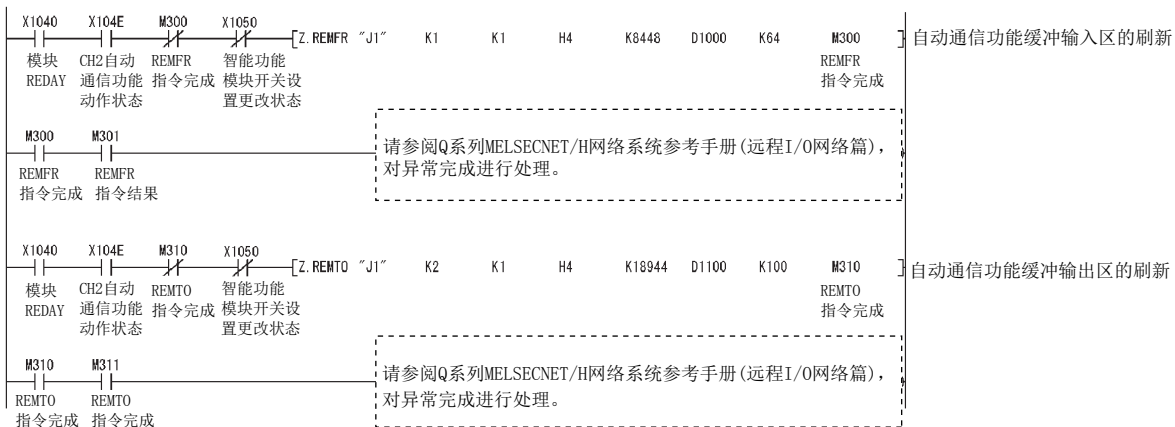 X1040 X104E M300 X1050
Z.REMFR "J1" K1 K1 H4 K8448 D1000 K64 M300 自动通信功能缓冲输入区的刷新
模块 CH2自动 REMFR 智能功能 REMFR
REDAY 通信功能 指令完成 模块开关设 指令完成
动作状态 置更改状态
M300 M301
请参阅Q系列MELSECNET/H网络系统参考手册(远程I/O网络篇),
对异常完成进行处理。
REMFR REMFR
指令完成 指令结果
X1040 X104E M310 X1050
Z.REMTO "J1" K2 K1 H4 K18944 D1100 K100 M310 自动通信功能缓冲输出区的刷新
模块 CH2自动 REMTO 智能功能 REMTO
REDAY 通信功能 指令完成 模块开关设 指令完成
动作状态 置更改状态
M310 M311
请参阅Q系列MELSECNET/H网络系统参考手册(远程I/O网络篇),
对异常完成进行处理。
REMTO REMTO
指令完成 指令完成